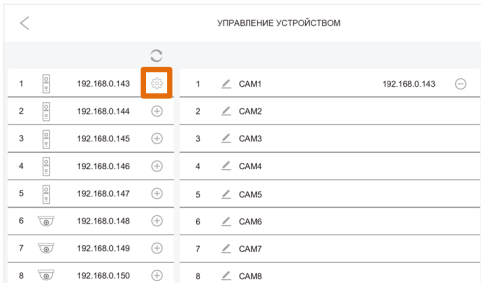 УПРАВЛЕНИЕ УСТРОЙСТВОМ
1 192.168.0.143 1 CAM1 192.168.0.143
2 192.168.0.144 2 CAM2
3 192.168.0.145 3 CAM3
4 192.168.0.146 4 CAM4
5 192.168.0.147 5 CAM5
6 192.168.0.148 6 CAM6
7 192.168.0.149 7 CAM7
8 192.168.0.150 8 CAM8